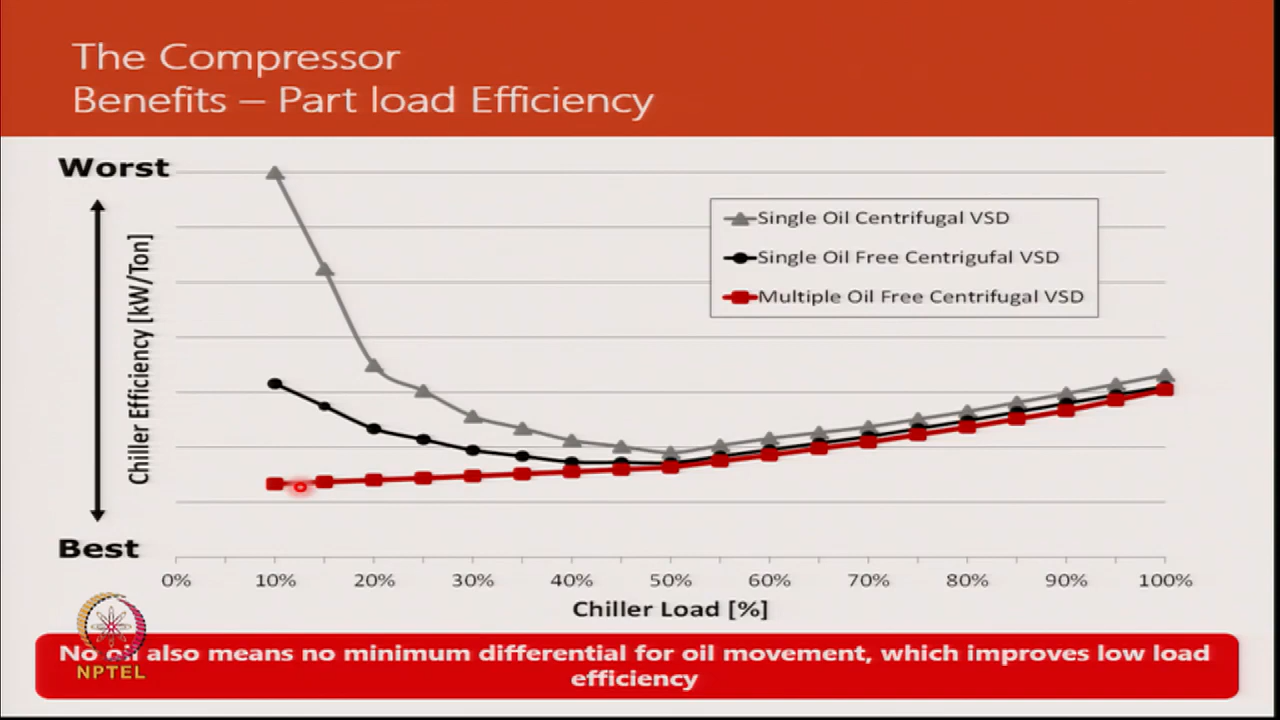 The Compressor
Benefits – Part load Efficiency
Worst
Chiller Efficiency [kW/Ton]
Best
Single Oil Centrifugal VSD
Single Oil Free Centrigufal VSD
Multiple Oil Free Centrifugal VSD
0% 10% 20% 30% 40% 50% 60% 70% 80% 90% 100%
Chiller Load [%]
No oil also means no minimum differential for oil movement, which improves low load
efficiency
NPTEL